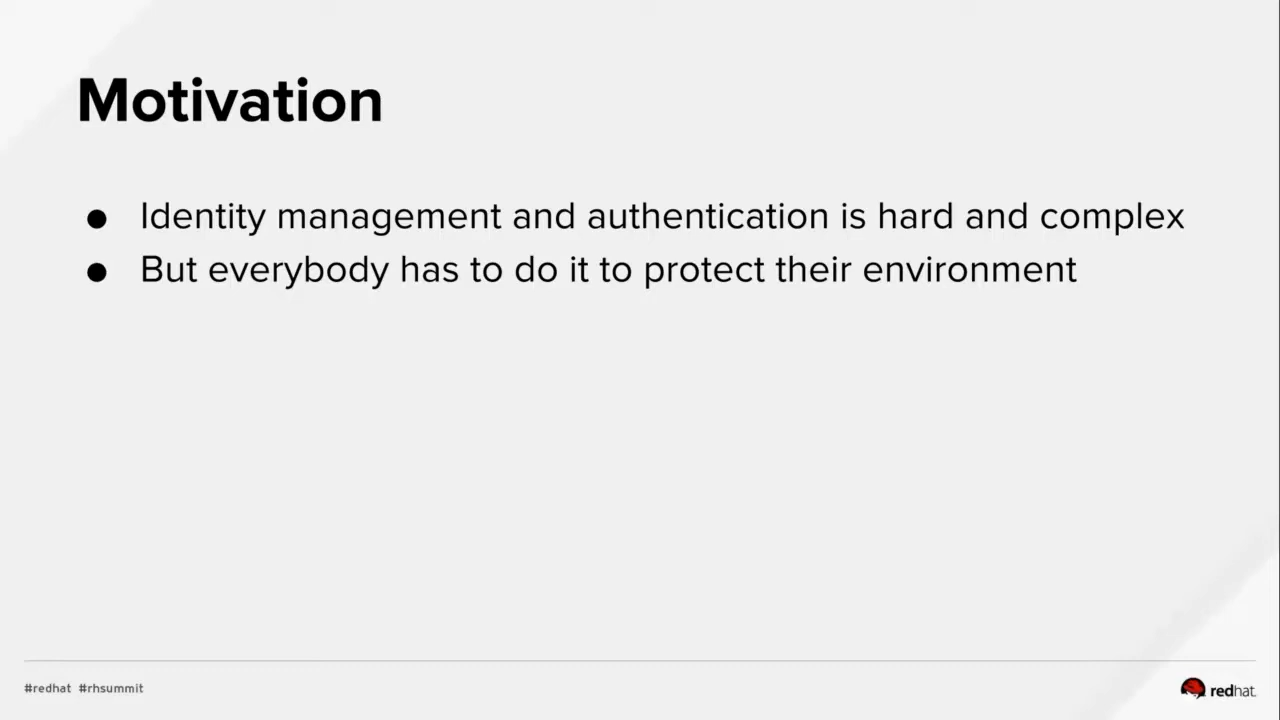 Motivation
● Identity management and authentication is hard and complex
● But everybody has to do it to protect their environment
#redhat #rhsummit
redhat.